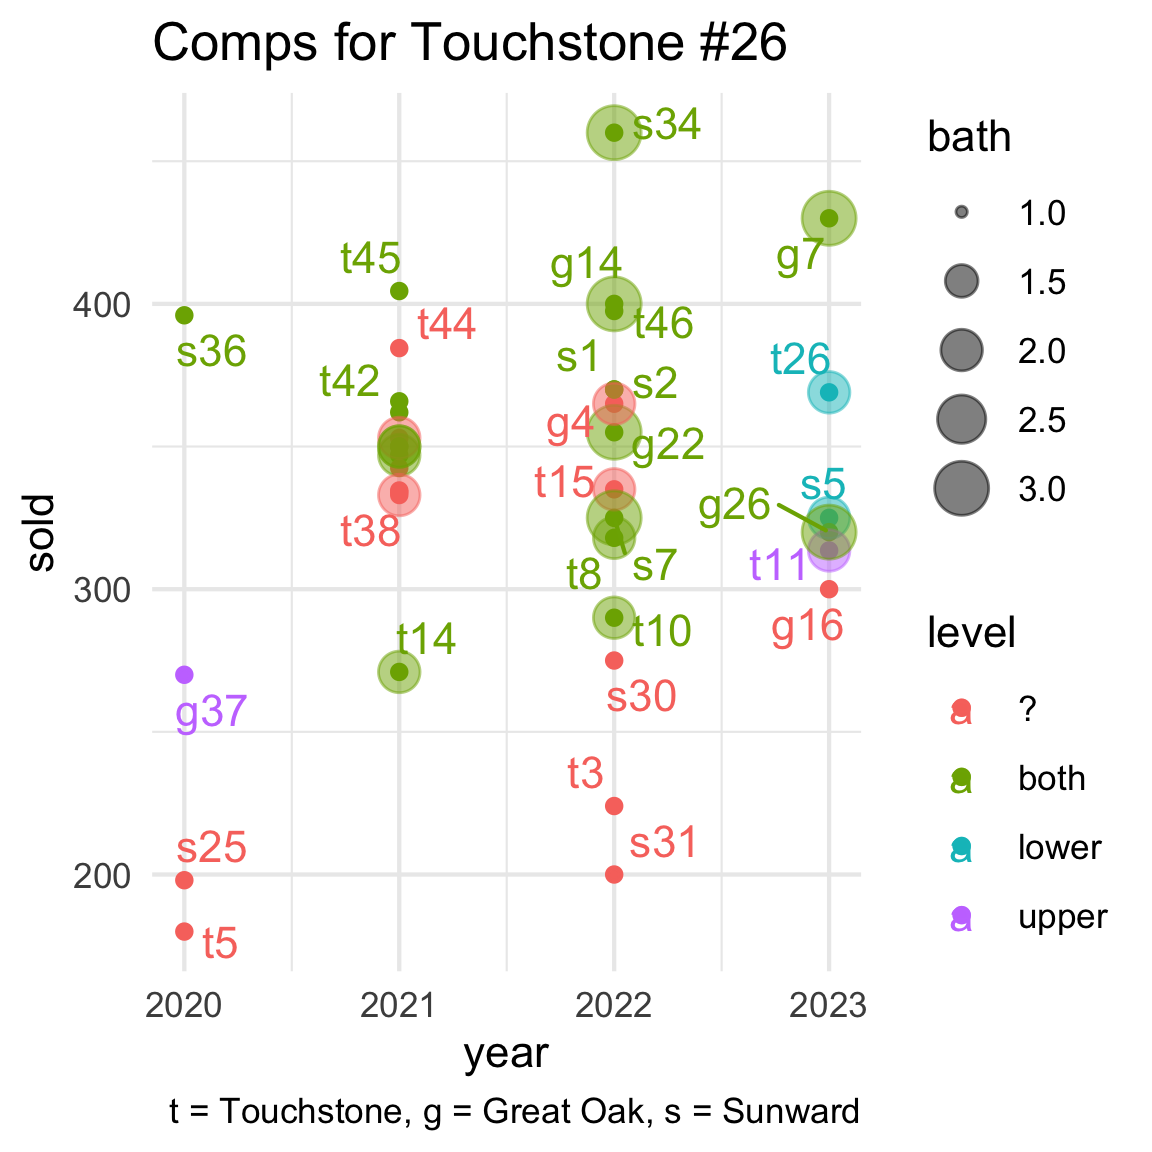 Comps for Touchstone #26
s34
g7
t45
g14
t44
t46
s36
s1
t26
t42
s2
g4
g22
t15
s5
g26
t38
t8
s7
t11
t14
t10
g16
g37
s30
t3
s25
s31
t5
400
300
200
sold
2020 2021 2022 2023
year
t = Touchstone, g = Great Oak, s = Sunward
bath
1.0
1.5
2.0
2.5
3.0
level
a ?
a both
a lower
a upper